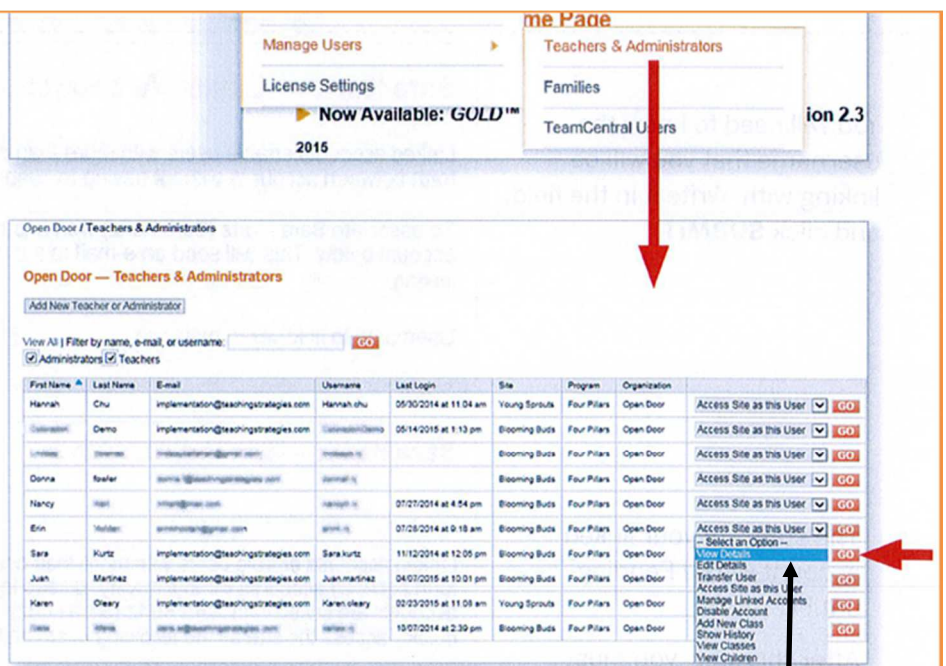 me Page
Manage Users
Teachers & Administrators
License Settings
Families
Now Available: GOLD™
ion 2.3
TeamCentral Users
2015
Open Door / Teachers & Administrators
Open Door — Teachers & Administrators
Add New Teacher or Administrator
View All | Filter by name, e-mail, or username: GO
Administrators Teachers
First Name Last Name E-mail Username Last Login Site Program Organization
Hannah Chu implementation@teachingstrategies.com Hannah.chu 05/30/2014 at 11:04 am Young Sprouts Four Pillars Open Door Access Site as this User GO
Demo implementation@teachingstrategies.com 05/14/2015 at 1:13 pm Blooming Buds Four Pillars Open Door Access Site as this User GO
Blooming Buds Four Pillars Open Door Access Site as this User GO
Donna fowler Blooming Buds Four Pillars Open Door Access Site as this User GO
Nancy 07/27/2014 at 4:54 pm Blooming Buds Four Pillars Open Door Access Site as this User GO
Erin 07/28/2014 at 9:18 am Blooming Buds Four Pillars Open Door Access Site as this User GO
-- Select an Option --
Sara Kurtz implementation@teachingstrategies.com Sara.kurtz 11/12/2014 at 12:05 pm Blooming Buds Four Pillars Open Door View Details GO
Edit Details
Juan Martinez implementation@teachingstrategies.com Juan.martinez 04/07/2015 at 10:01 pm Blooming Buds Four Pillars Open Door Transfer User GO
Access Site as this User
Karen Oleary implementation@teachingstrategies.com Karen.oleary 02/23/2015 at 11:08 am Young Sprouts Four Pillars Open Door Manage Linked Accounts GO
Disable Account
Add New Class
10/07/2014 at 2:39 pm Blooming Buds Four Pillars Open Door Show History GO
View Classes
View Children